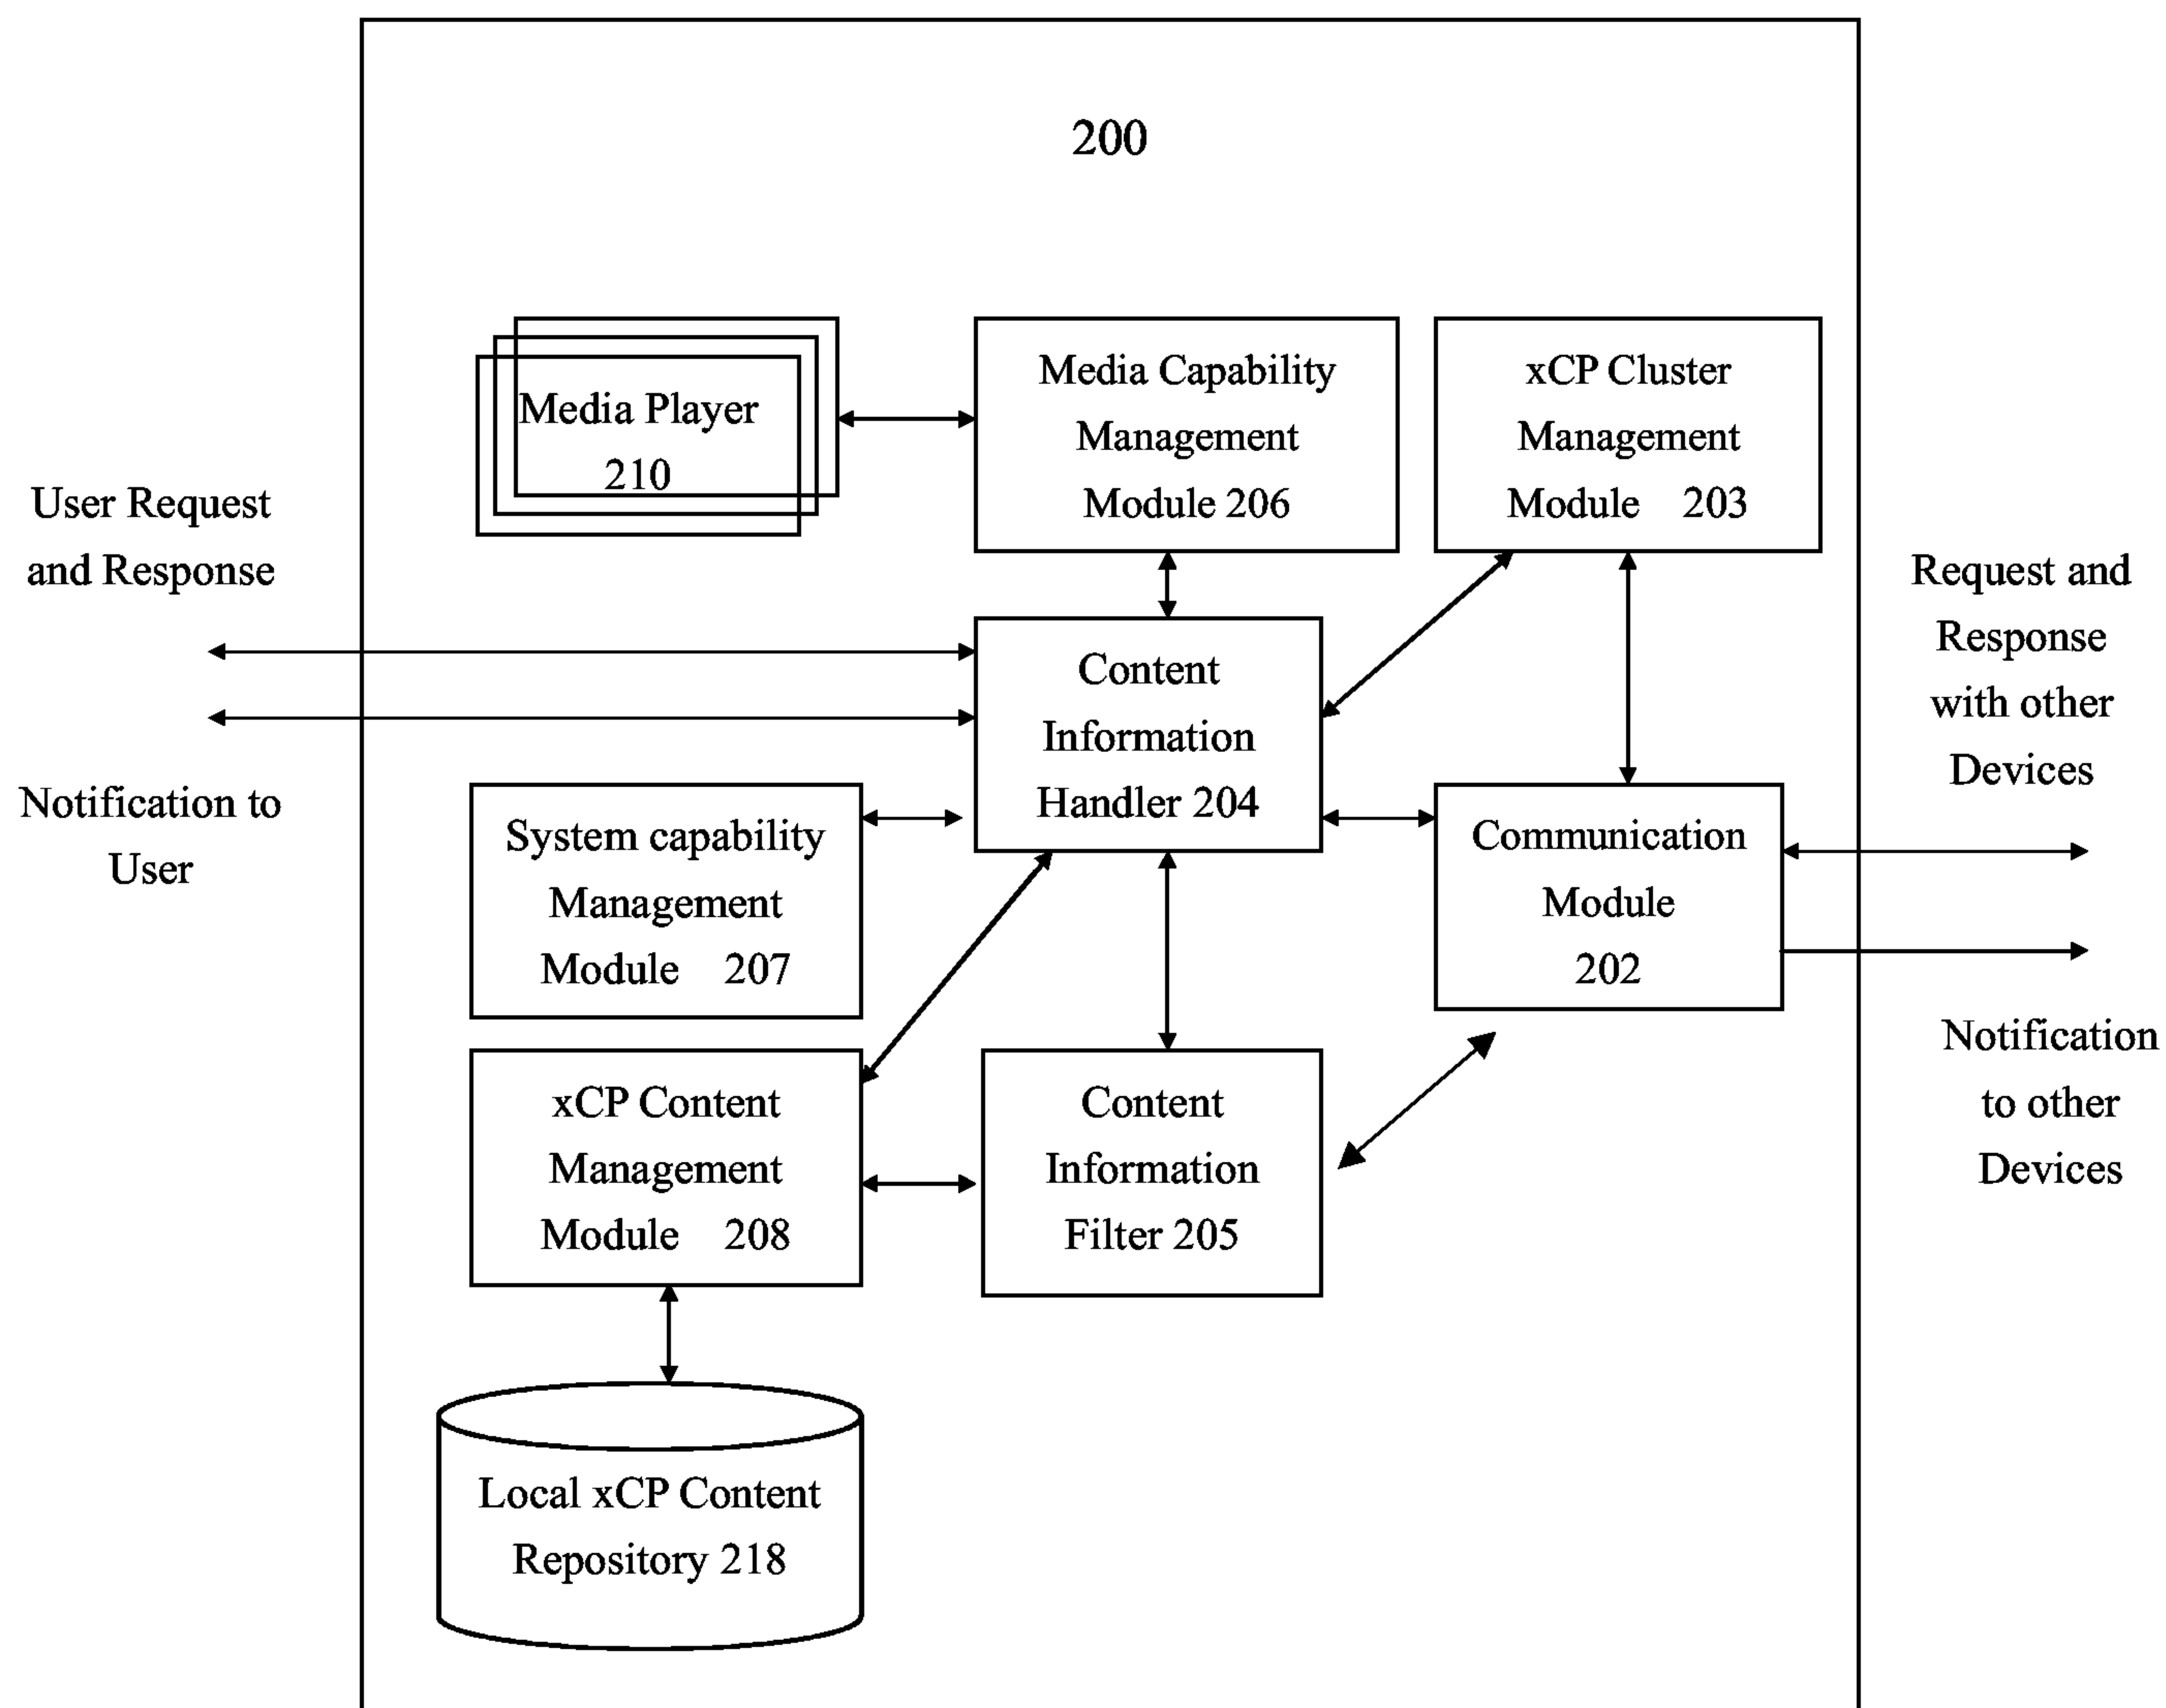 200
Media Player
210
Media Capability
Management
Module 206
xCP Cluster
Management
Module 203
User Request
and Response
Request and
Response
with other
Devices
Content
Information
Handler 204
Notification to
User
System capability
Management
Module 207
Communication
Module
202
Notification
to other
Devices
xCP Content
Management
Module 208
Content
Information
Filter 205
Local xCP Content
Repository 218